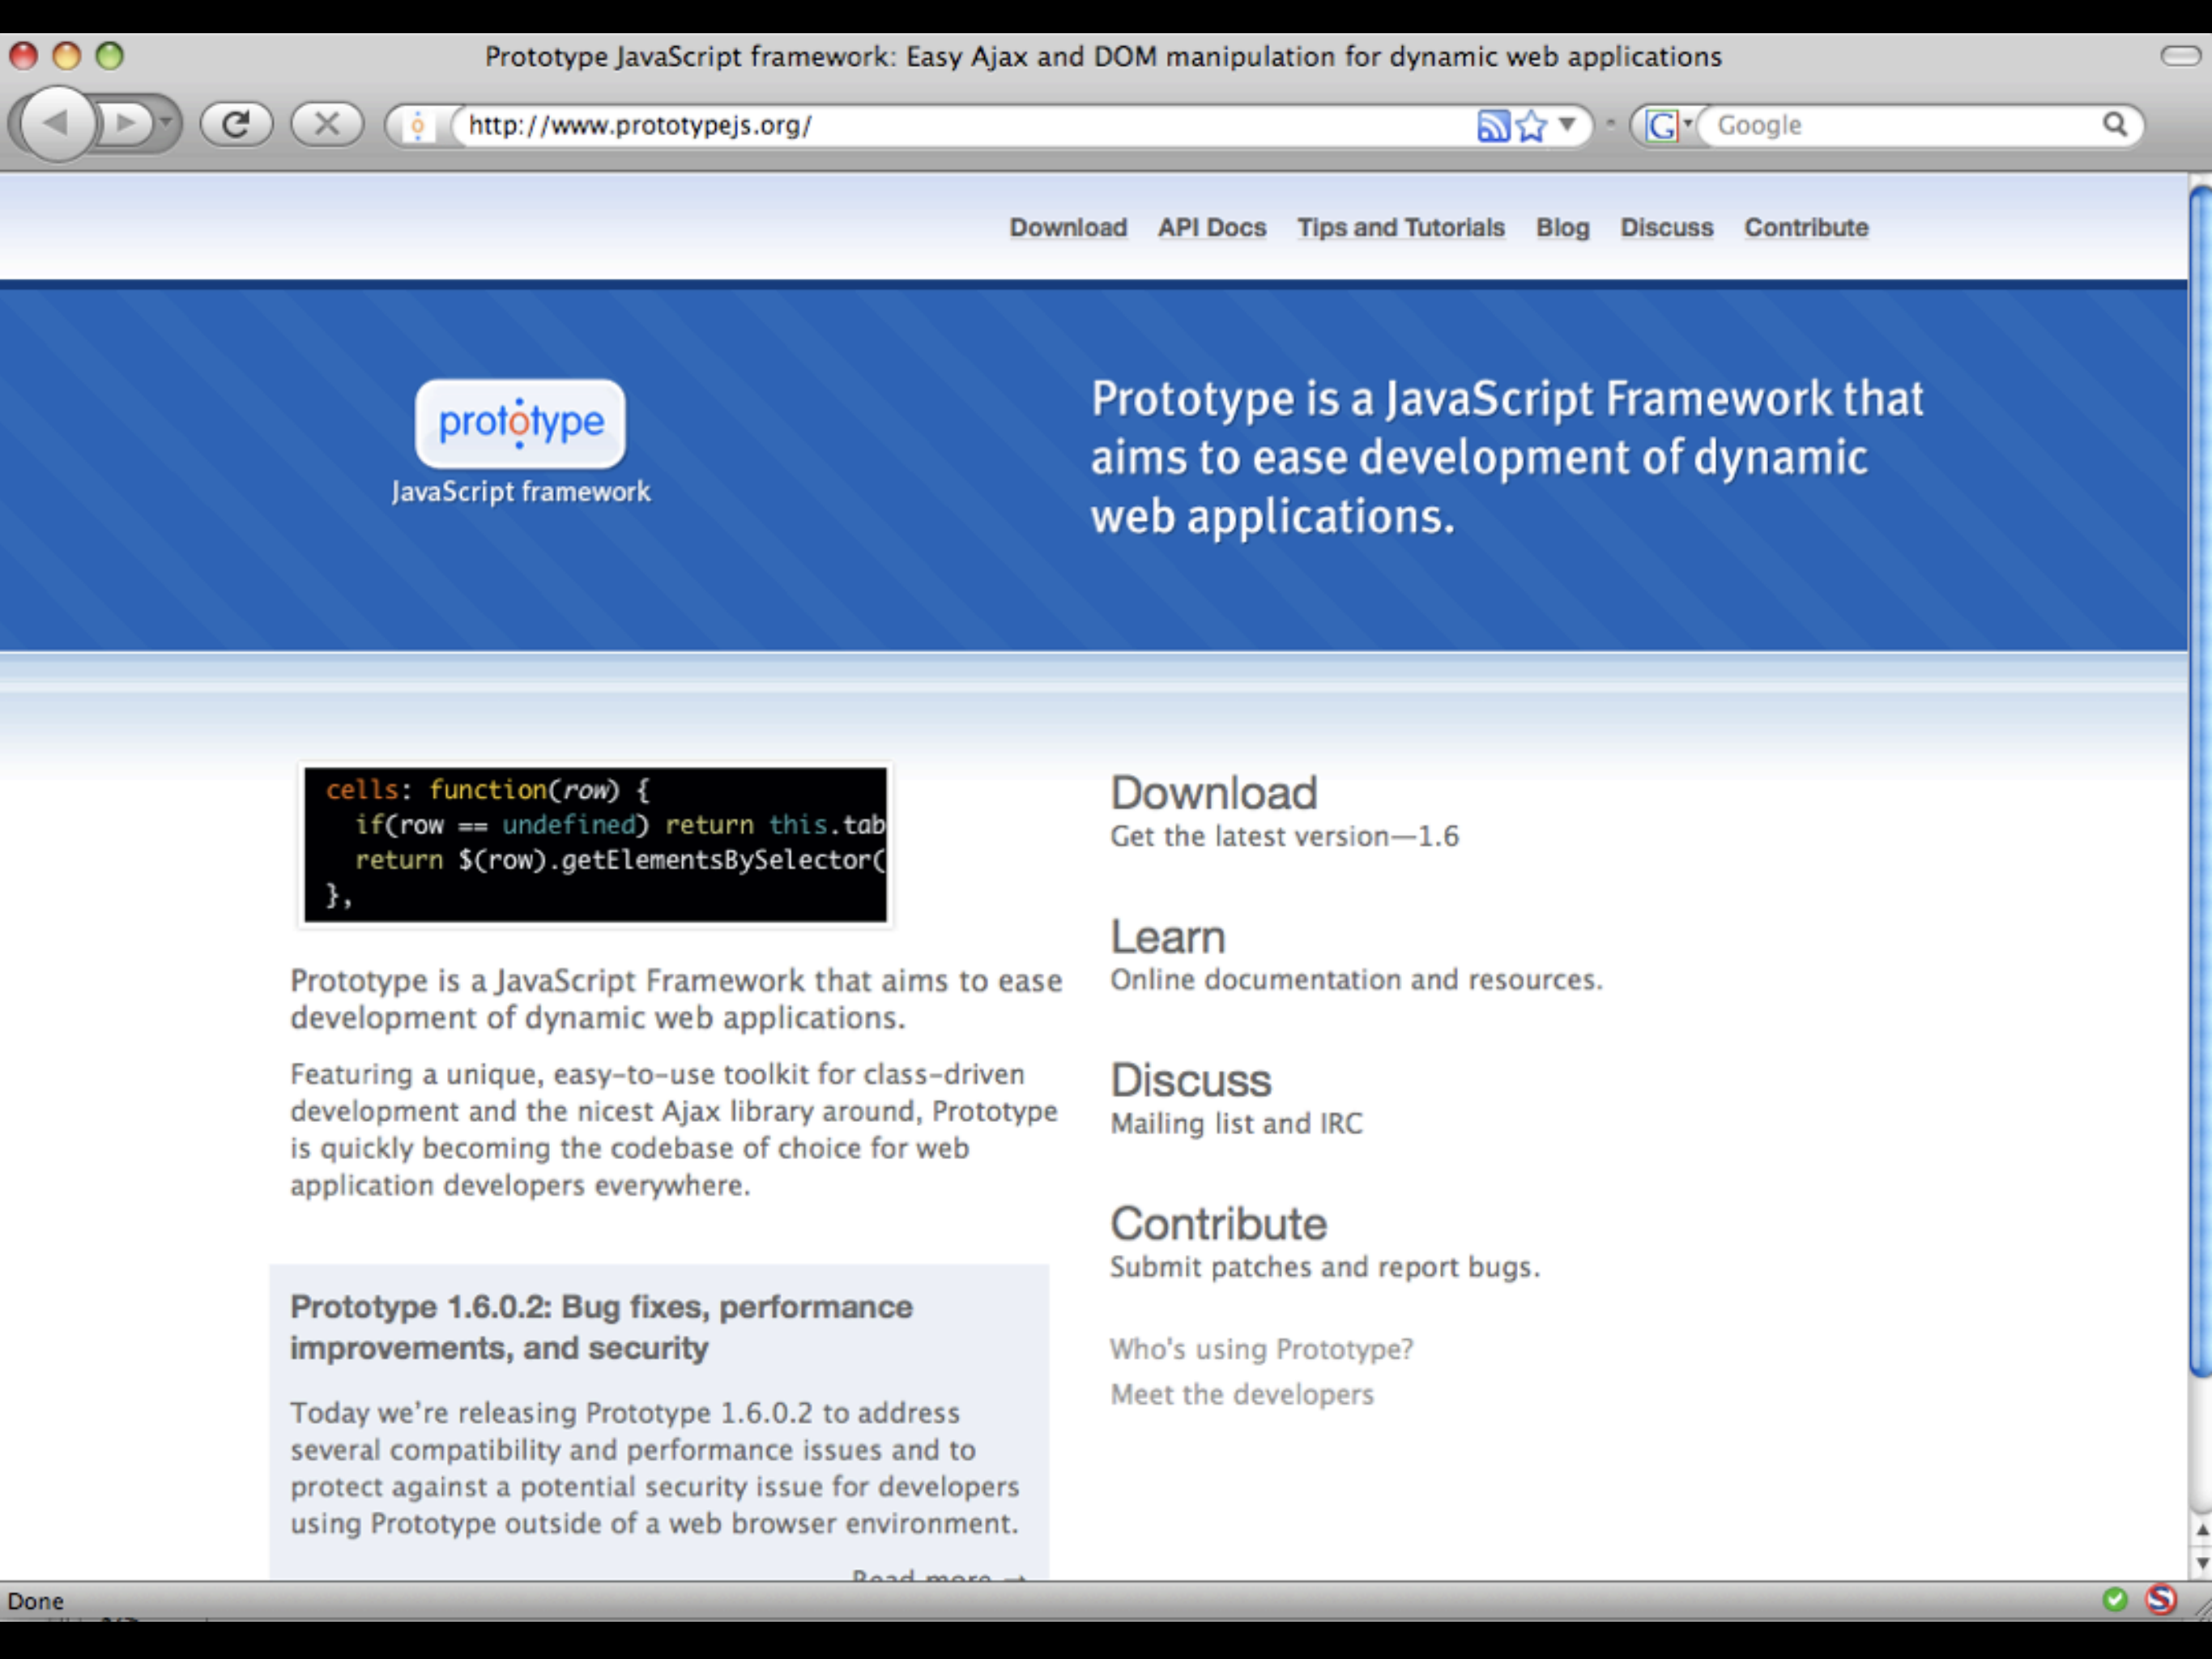 Prototype JavaScript framework: Easy Ajax and DOM manipulation for dynamic web applications
http://www.prototypejs.org/
G
Google
Download API Docs Tips and Tutorials Blog Discuss Contribute
prototype
JavaScript framework
Prototype is a JavaScript Framework that
aims to ease development of dynamic
web applications.
cells: function(row) {
if(row == undefined) return this.tab
return $(row).getElementsBySelector(
},
Prototype is a JavaScript Framework that aims to ease
development of dynamic web applications.
Featuring a unique, easy-to-use toolkit for class-driven
development and the nicest Ajax library around, Prototype
is quickly becoming the codebase of choice for web
application developers everywhere.
Prototype 1.6.0.2: Bug fixes, performance
improvements, and security
Today we're releasing Prototype 1.6.0.2 to address
several compatibility and performance issues and to
protect against a potential security issue for developers
using Prototype outside of a web browser environment.
Read more →
Download
Get the latest version—1.6
Learn
Online documentation and resources.
Discuss
Mailing list and IRC
Contribute
Submit patches and report bugs.
Who's using Prototype?
Meet the developers
Done
S